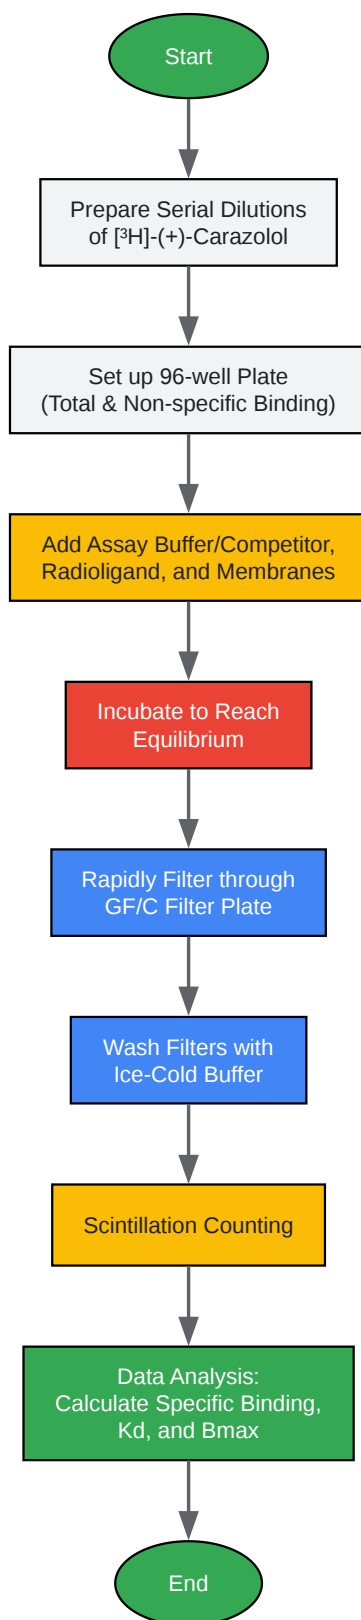 Start
Prepare Serial Dilutions
of [³H]-(+)-Carazolol
Set up 96-well Plate
(Total & Non-specific Binding)
Add Assay Buffer/Competitor,
Radioligand, and Membranes
Incubate to Reach
Equilibrium
Rapidly Filter through
GF/C Filter Plate
Wash Filters with
Ice-Cold Buffer
Scintillation Counting
Data Analysis:
Calculate Specific Binding,
Kd, and Bmax
End